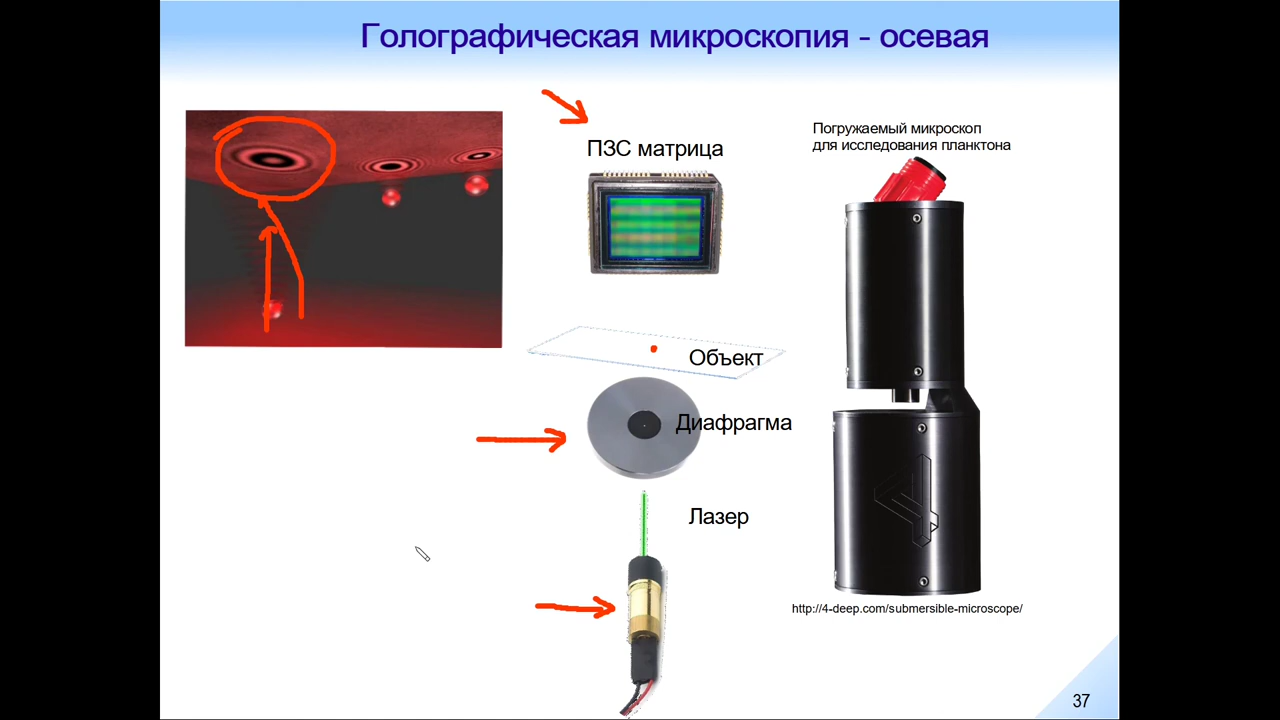 Голографическая микроскопия - осевая
ПЗС матрица
Объект
Диафрагма
Лазер
Погружаемый микроскоп
для исследования планктона
http://4-deep.com/submersible-microscope/
37